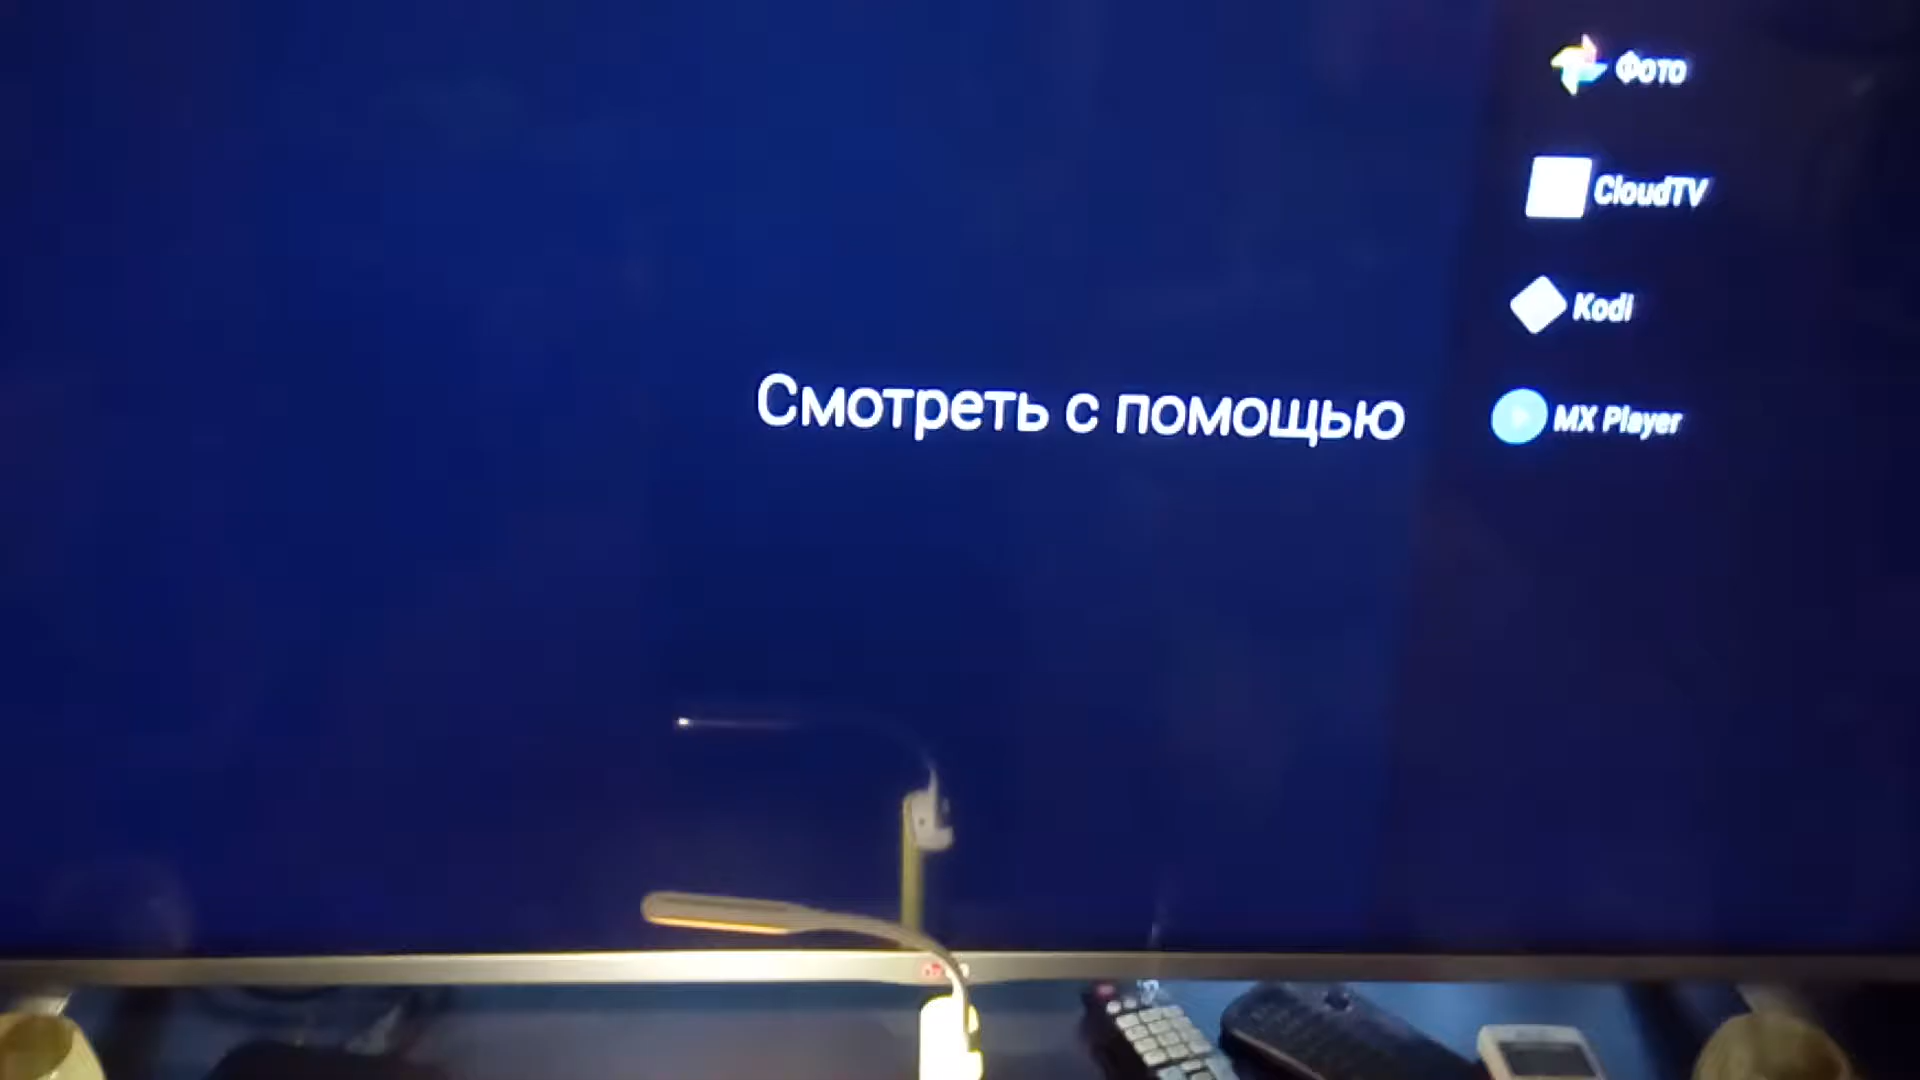 Фото
CloudTV
Kodi
Смотреть с помощью
MX Player